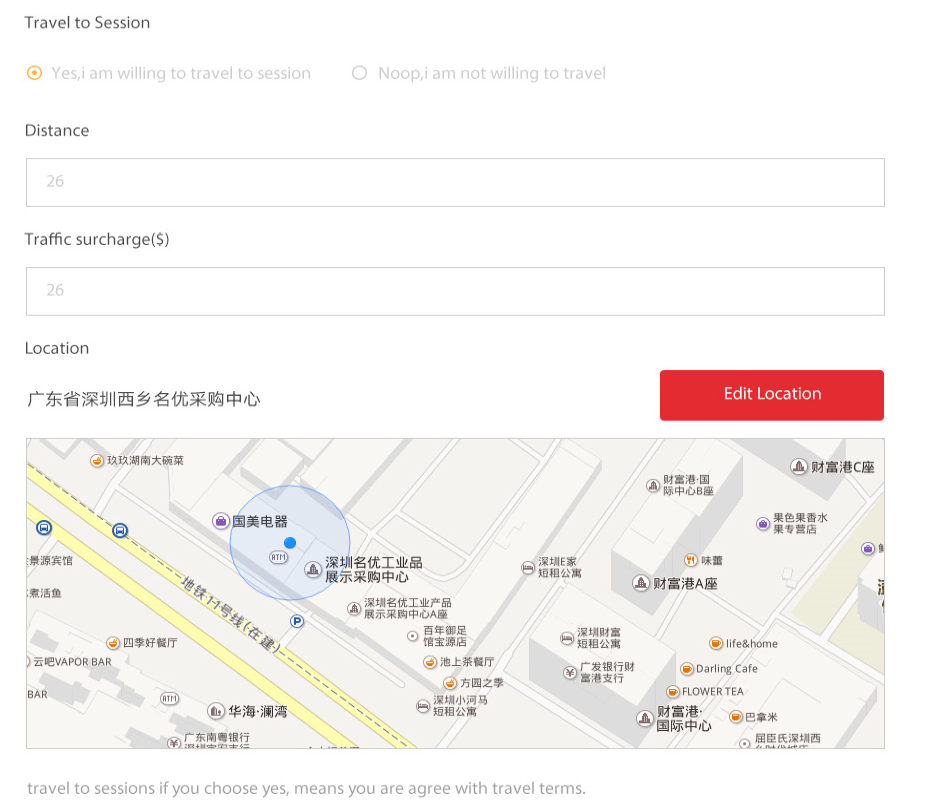 Travel to Session
Yes,i am willing to travel to session
Noop,i am not willing to travel
Distance
26
Traffic surcharge($)
26
Location
广东省深圳西乡名优采购中心
Edit Location
玖玖湖南大碗菜
财富港C座
财富港·国
际中心B座
国美电器
果色果香水
果专营店
ATM
景源宾馆
深圳名优工业品
展示采购中心
深圳E家
短租公寓
味蕾
财富港A座
煮活鱼
地铁11号线(在建)
深圳名优工业产品
展示采购中心A座
P
百年御足
馆宝源店
深圳财富
短租公寓
四季好餐厅
life&home
云吧VAPOR BAR
池上茶餐厅
广发银行财
富港支行
Darling Cafe
方园之季
FLOWER TEA
BAR
ATM
深圳小河马
短租公寓
华海·澜湾
财富港·
国际中心
巴拿米
广东南粤银行
屈臣氏深圳西
travel to sessions if you choose yes, means you are agree with travel terms.